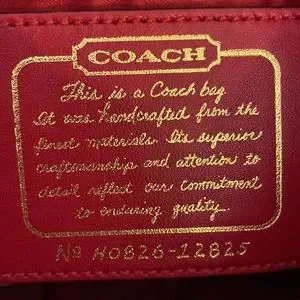 COACH
This is a Coach bag.
It was handcrafted from the
finest materials. Its superior
craftsmanship and attention to
detail reflect our commitment
to enduring quality.
No H0826-12825